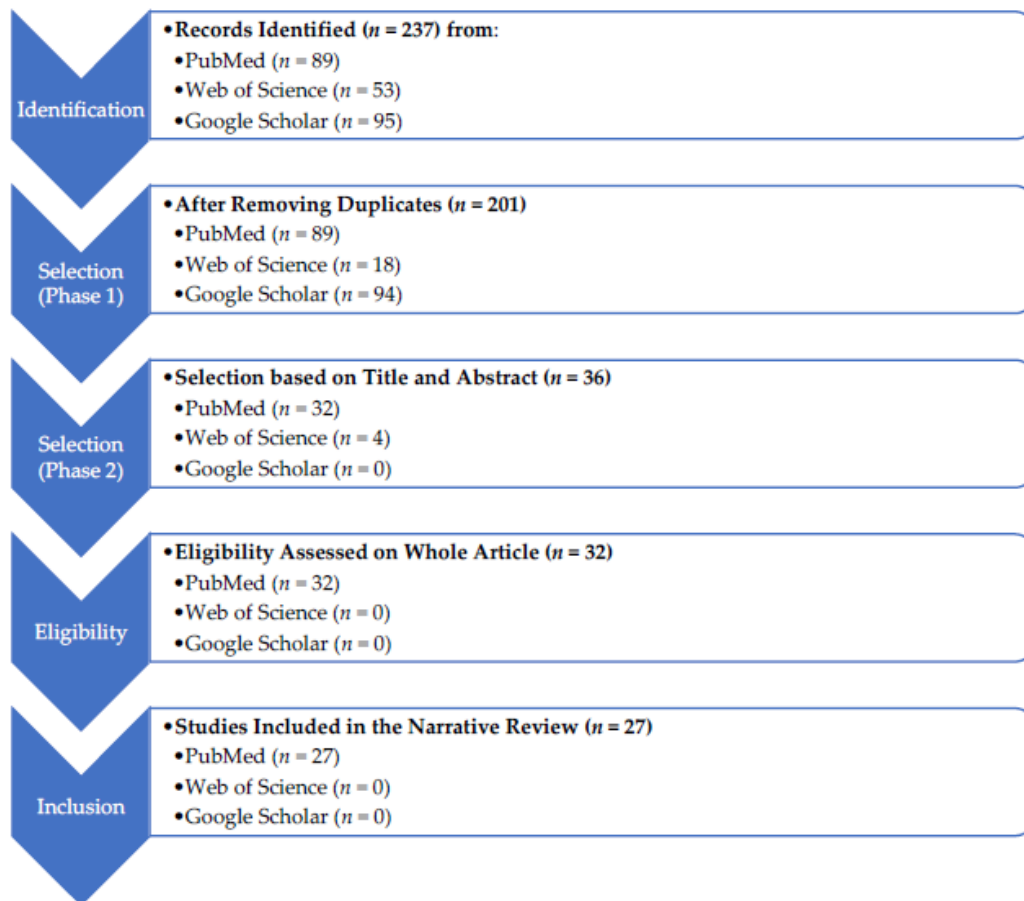 Identification
•Records Identified (n = 237) from:
•PubMed (n = 89)
•Web of Science (n = 53)
•Google Scholar (n = 95)
Selection
(Phase 1)
•After Removing Duplicates (n = 201)
•PubMed (n = 89)
•Web of Science (n = 18)
•Google Scholar (n = 94)
Selection
(Phase 2)
•Selection based on Title and Abstract (n = 36)
•PubMed (n = 32)
•Web of Science (n = 4)
•Google Scholar (n = 0)
Eligibility
•Eligibility Assessed on Whole Article (n = 32)
•PubMed (n = 32)
•Web of Science (n = 0)
•Google Scholar (n = 0)
Inclusion
•Studies Included in the Narrative Review (n = 27)
•PubMed (n = 27)
•Web of Science (n = 0)
•Google Scholar (n = 0)